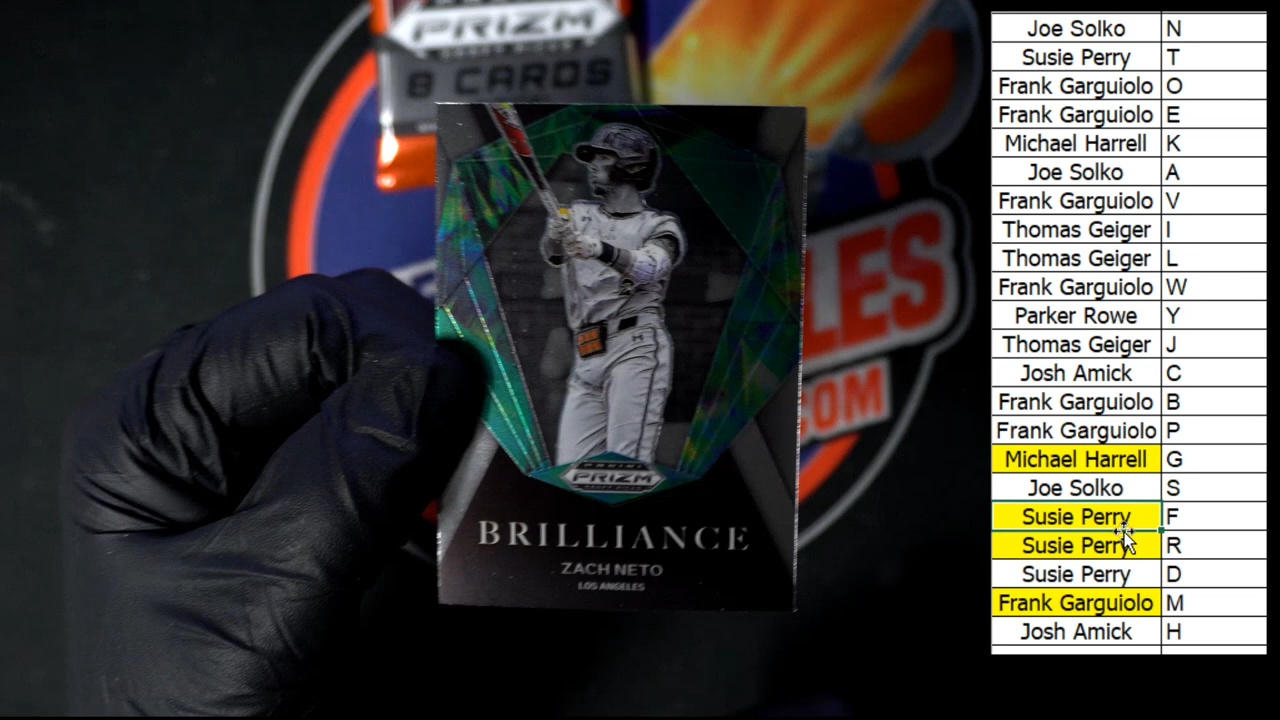 PRIZM
8 CARDS
LES
.COM
PANINI
PRIZM
BRILLIANCE
ZACH NETO
LOS ANGELES
Joe Solko N
Susie Perry T
Frank Garguiolo O
Frank Garguiolo E
Michael Harrell K
Joe Solko A
Frank Garguiolo V
Thomas Geiger I
Thomas Geiger L
Frank Garguiolo W
Parker Rowe Y
Thomas Geiger J
Josh Amick C
Frank Garguiolo B
Frank Garguiolo P
Michael Harrell G
Joe Solko S
Susie Perry F
Susie Perry R
Susie Perry D
Frank Garguiolo M
Josh Amick H